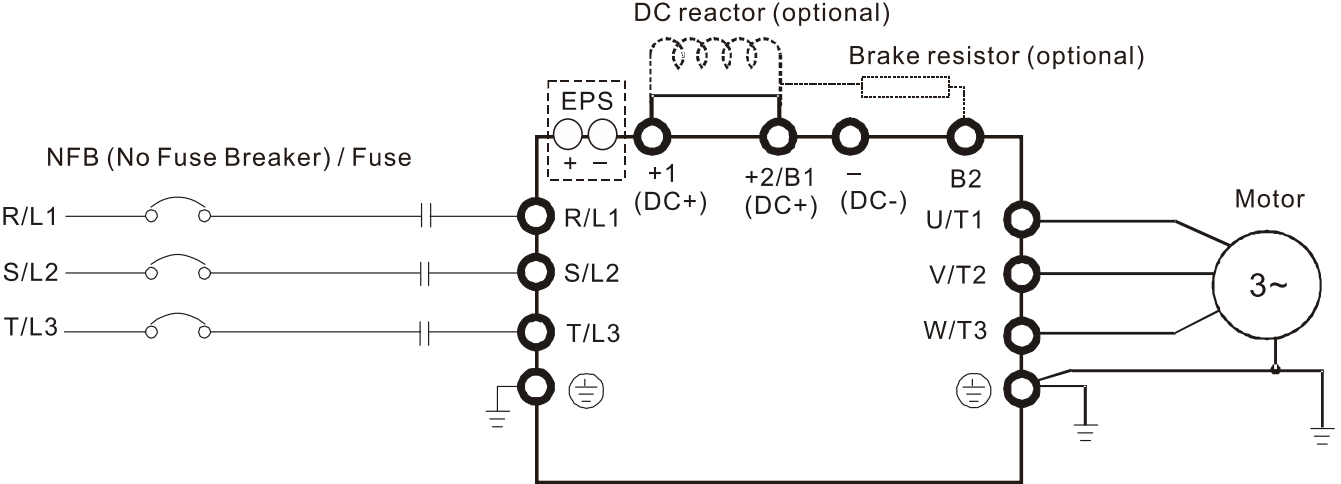 DC reactor (optional)
Brake resistor (optional)
EPS
+ −
NFB (No Fuse Breaker) / Fuse
+1
(DC+)
+2/B1
(DC+)
−
(DC-)
B2
R/L1
R/L1
U/T1
Motor
S/L2
S/L2
V/T2
3~
T/L3
T/L3
W/T3